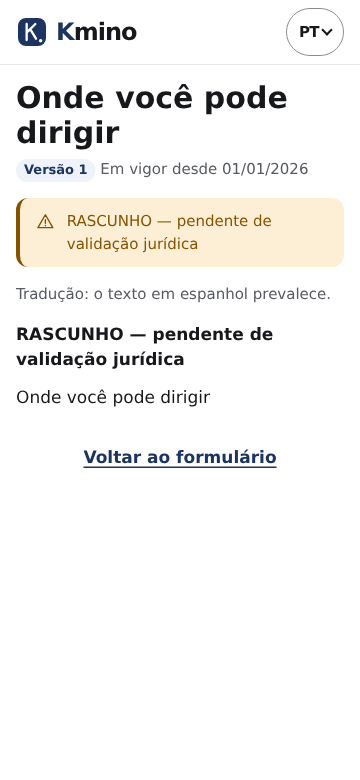 K. Kmino
PT
Onde você pode
dirigir
Versão 1 Em vigor desde 01/01/2026
RASCUNHO — pendente de
validação jurídica
Tradução: o texto em espanhol prevalece.
RASCUNHO — pendente de
validação jurídica
Onde você pode dirigir
Voltar ao formulário